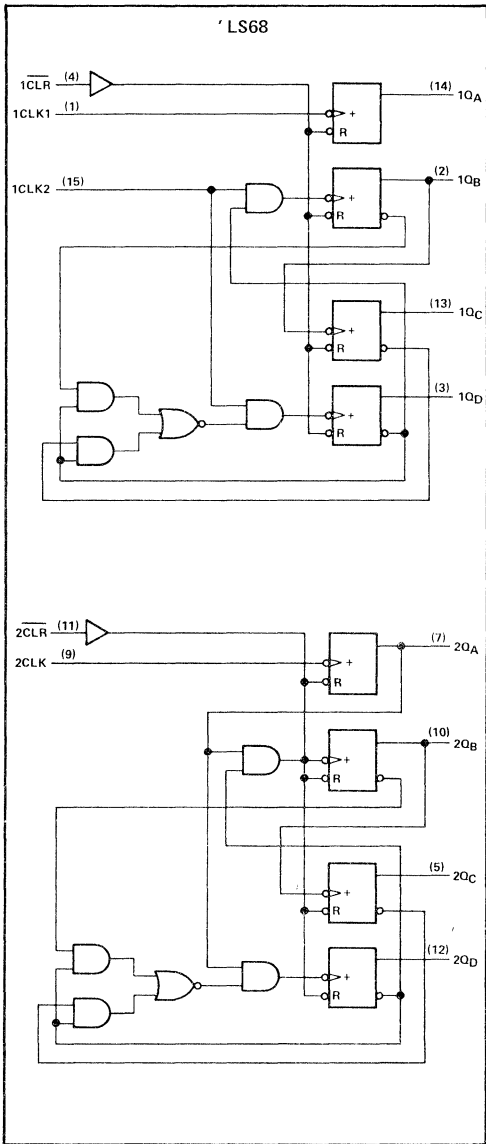 'LS68
1CLR (4)
(14) 1QA
1CLK1 (1)
+
R
1CLK2 (15)
(2) 1QB
+
R
(13) 1QC
+
R
(3) 1QD
+
R
2CLR (11)
(7) 2QA
2CLK (9)
+
R
(10) 2QB
+
R
(5) 2QC
+
R
(12) 2QD
+
R